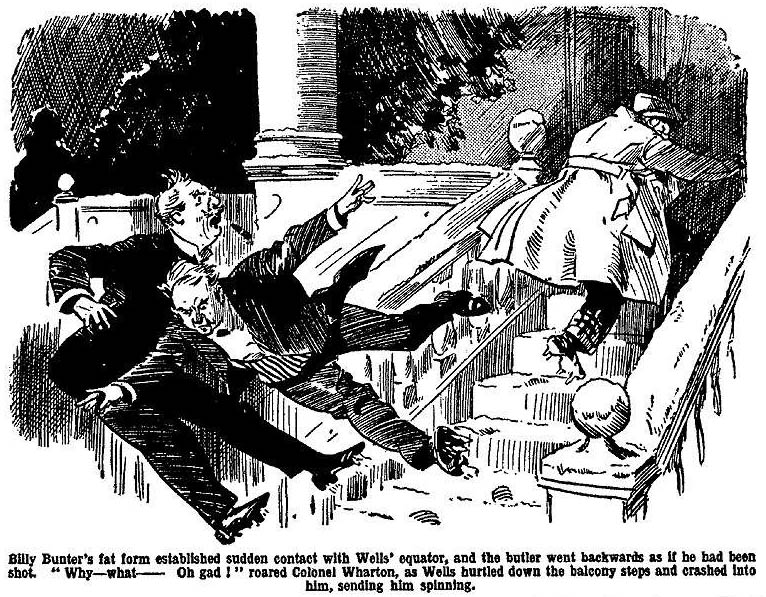 Billy Bunter's fat form established sudden contact with Wells' equator, and the butler went backwards as if he had been
shot. "Why—what—— Oh gad!" roared Colonel Wharton, as Wells hurtled down the balcony steps and crashed into
him, sending him spinning.